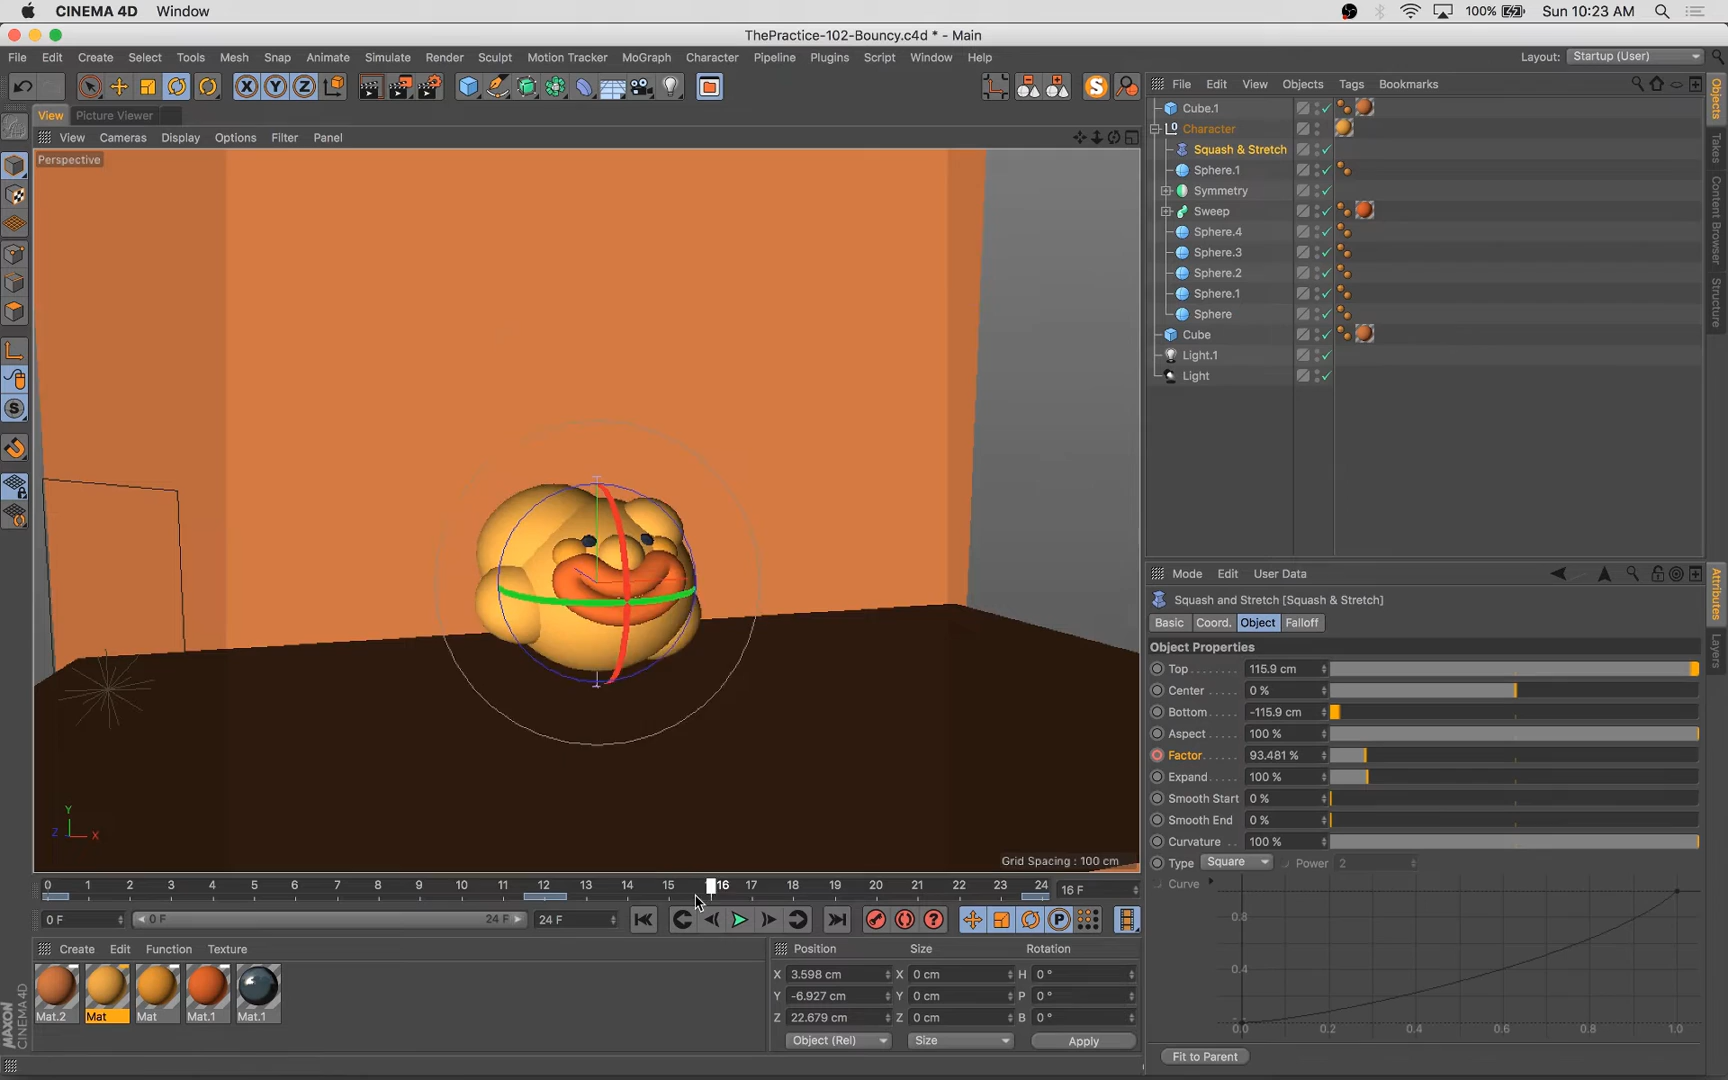 CINEMA 4D Window
100% Sun 10:23 AM
ThePractice-102-Bouncy.c4d * - Main
File Edit Create Select Tools Mesh Snap Animate Simulate Render Sculpt Motion Tracker MoGraph Character Pipeline Plugins Script Window Help
Layout: Startup (User)
X Y Z
File Edit View Objects Tags Bookmarks
View Picture Viewer
View Cameras Display Options Filter Panel
Perspective
Cube.1
Character
Squash & Stretch
Sphere.1
Symmetry
Sweep
Sphere.4
Sphere.3
Sphere.2
Sphere.1
Sphere
Cube
Light.1
Light
Objects
Takes
Content Browser
Structure
Mode Edit User Data
Squash and Stretch [Squash & Stretch]
Basic Coord. Object Falloff
Object Properties
Top 115.9 cm
Center 0 %
Bottom -115.9 cm
Aspect 100 %
Factor 93.481 %
Expand 100 %
Smooth Start 0 %
Smooth End 0 %
Curvature 100 %
Type Square Power 2
Curve
0.8
0.4
0.0 0.2 0.4 0.6 0.8 1.0
Fit to Parent
Attributes
Layers
Y
Z X
Grid Spacing : 100 cm
0 1 2 3 4 5 6 7 8 9 10 11 12 13 14 15 16 17 18 19 20 21 22 23 24 16 F
0 F 0 F 24 F 24 F
Create Edit Function Texture
Mat.2 Mat Mat Mat.1 Mat.1
Position Size Rotation
X 3.598 cm X 0 cm H 0 °
Y -6.927 cm Y 0 cm P 0 °
Z 22.679 cm Z 0 cm B 0 °
Object (Rel) Size Apply
MAXON
CINEMA 4D